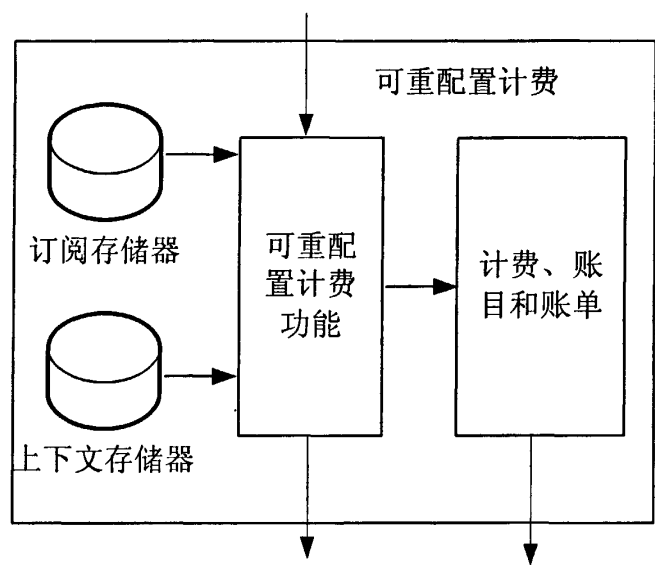 可重配置计费
订阅存储器
可重配
置计费
功能
计费、账
目和账单
上下文存储器